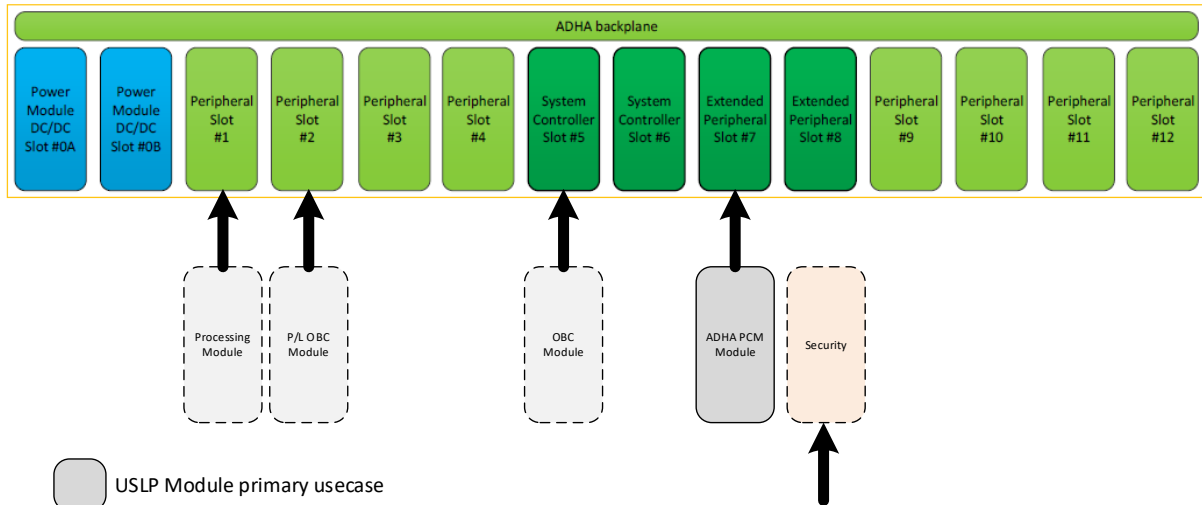 ADHA backplane
Power
Module
DC/DC
Slot #0A
Power
Module
DC/DC
Slot #0B
Peripheral
Slot
#1
Peripheral
Slot
#2
Peripheral
Slot
#3
Peripheral
Slot
#4
System
Controller
Slot #5
System
Controller
Slot #6
Extended
Peripheral
Slot #7
Extended
Peripheral
Slot #8
Peripheral
Slot
#9
Peripheral
Slot
#10
Peripheral
Slot
#11
Peripheral
Slot
#12
Processing
Module
P/L OBC
Module
OBC
Module
ADHA PCM
Module
Security
USLP Module primary usecase